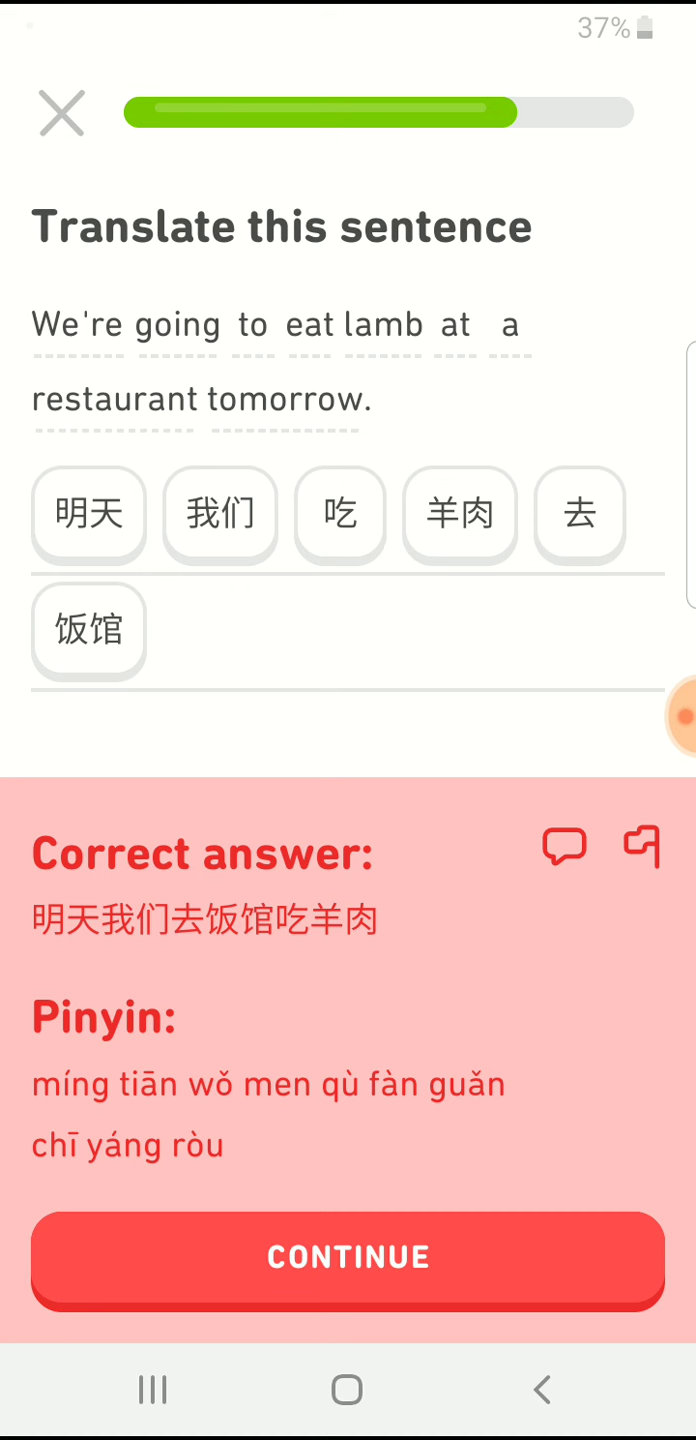 37%
Translate this sentence
We're going to eat lamb at a
restaurant tomorrow.
明天 我们 吃 羊肉 去
饭馆
Correct answer:
明天我们去饭馆吃羊肉
Pinyin:
míng tiān wǒ men qù fàn guǎn
chī yáng ròu
CONTINUE